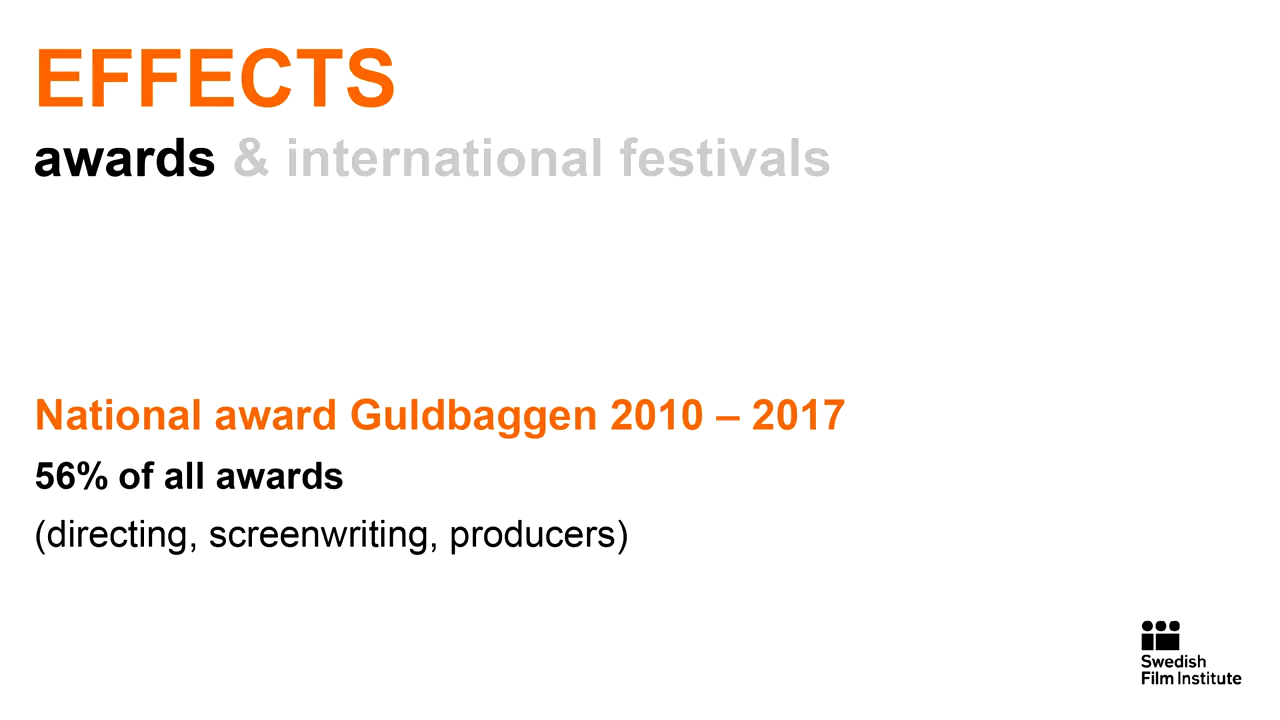 EFFECTS
awards & international festivals
National award Guldbaggen 2010 – 2017
56% of all awards
(directing, screenwriting, producers)
Swedish
Film Institute